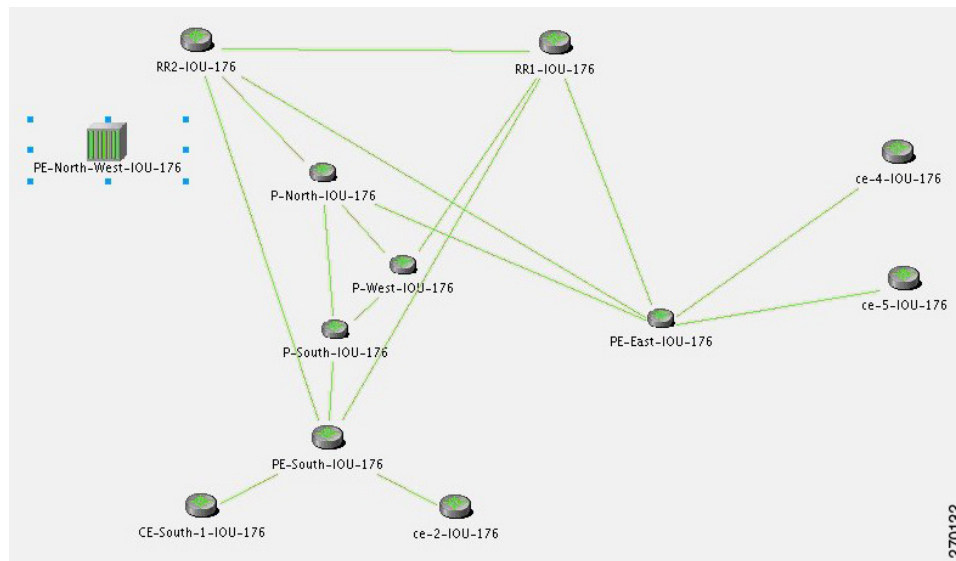 RR2-IOU-176
RR1-IOU-176
PE-North-West-IOU-176
P-North-IOU-176
ce-4-IOU-176
P-West-IOU-176
ce-5-IOU-176
PE-East-IOU-176
P-South-IOU-176
PE-South-IOU-176
CE-South-1-IOU-176
ce-2-IOU-176
270122